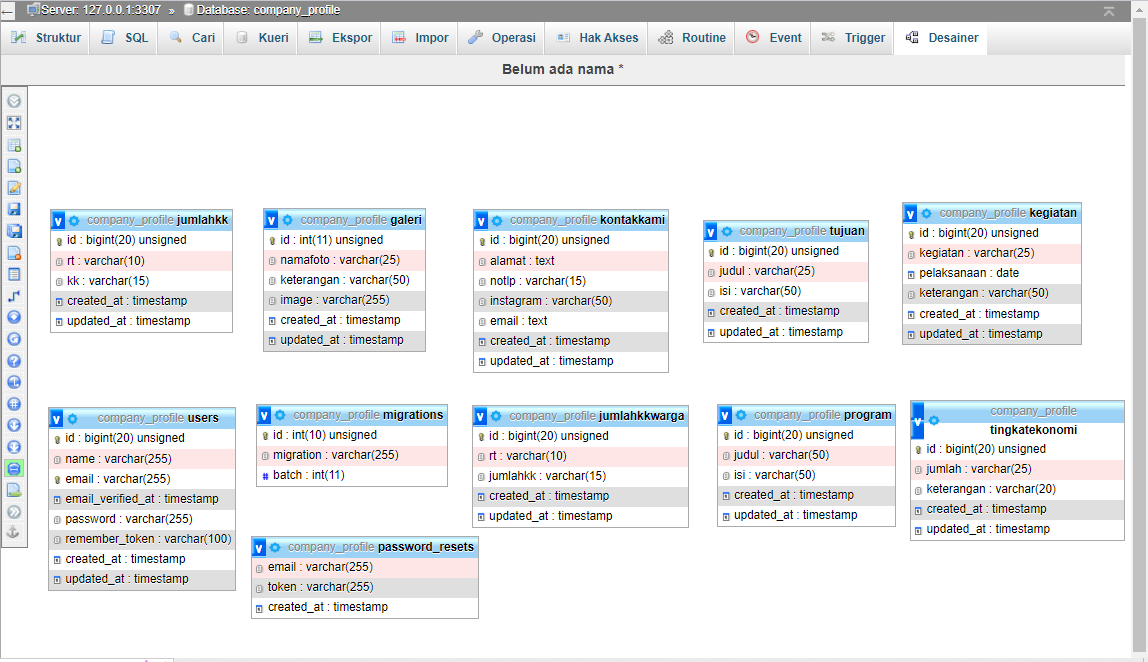 Server: 127.0.0.1:3307 » Database: company_profile
Struktur SQL Cari Kueri Ekspor Impor Operasi Hak Akses Routine Event Trigger Desainer
Belum ada nama *
company_profile jumlahkk
id : bigint(20) unsigned
rt : varchar(10)
kk : varchar(15)
created_at : timestamp
updated_at : timestamp
company_profile galeri
id : int(11) unsigned
namafoto : varchar(25)
keterangan : varchar(50)
image : varchar(255)
created_at : timestamp
updated_at : timestamp
company_profile kontakkami
id : bigint(20) unsigned
alamat : text
notlp : varchar(15)
instagram : varchar(50)
email : text
created_at : timestamp
updated_at : timestamp
company_profile tujuan
id : bigint(20) unsigned
judul : varchar(25)
isi : varchar(50)
created_at : timestamp
updated_at : timestamp
company_profile kegiatan
id : bigint(20) unsigned
kegiatan : varchar(25)
pelaksanaan : date
keterangan : varchar(50)
created_at : timestamp
updated_at : timestamp
company_profile users
id : bigint(20) unsigned
name : varchar(255)
email : varchar(255)
email_verified_at : timestamp
password : varchar(255)
remember_token : varchar(100)
created_at : timestamp
updated_at : timestamp
company_profile migrations
id : int(10) unsigned
migration : varchar(255)
# batch : int(11)
company_profile jumlahkkwarga
id : bigint(20) unsigned
rt : varchar(10)
jumlahkk : varchar(15)
created_at : timestamp
updated_at : timestamp
company_profile program
id : bigint(20) unsigned
judul : varchar(50)
isi : varchar(50)
created_at : timestamp
updated_at : timestamp
company_profile
tingkatekonomi
id : bigint(20) unsigned
jumlah : varchar(25)
keterangan : varchar(20)
created_at : timestamp
updated_at : timestamp
company_profile password_resets
email : varchar(255)
token : varchar(255)
created_at : timestamp